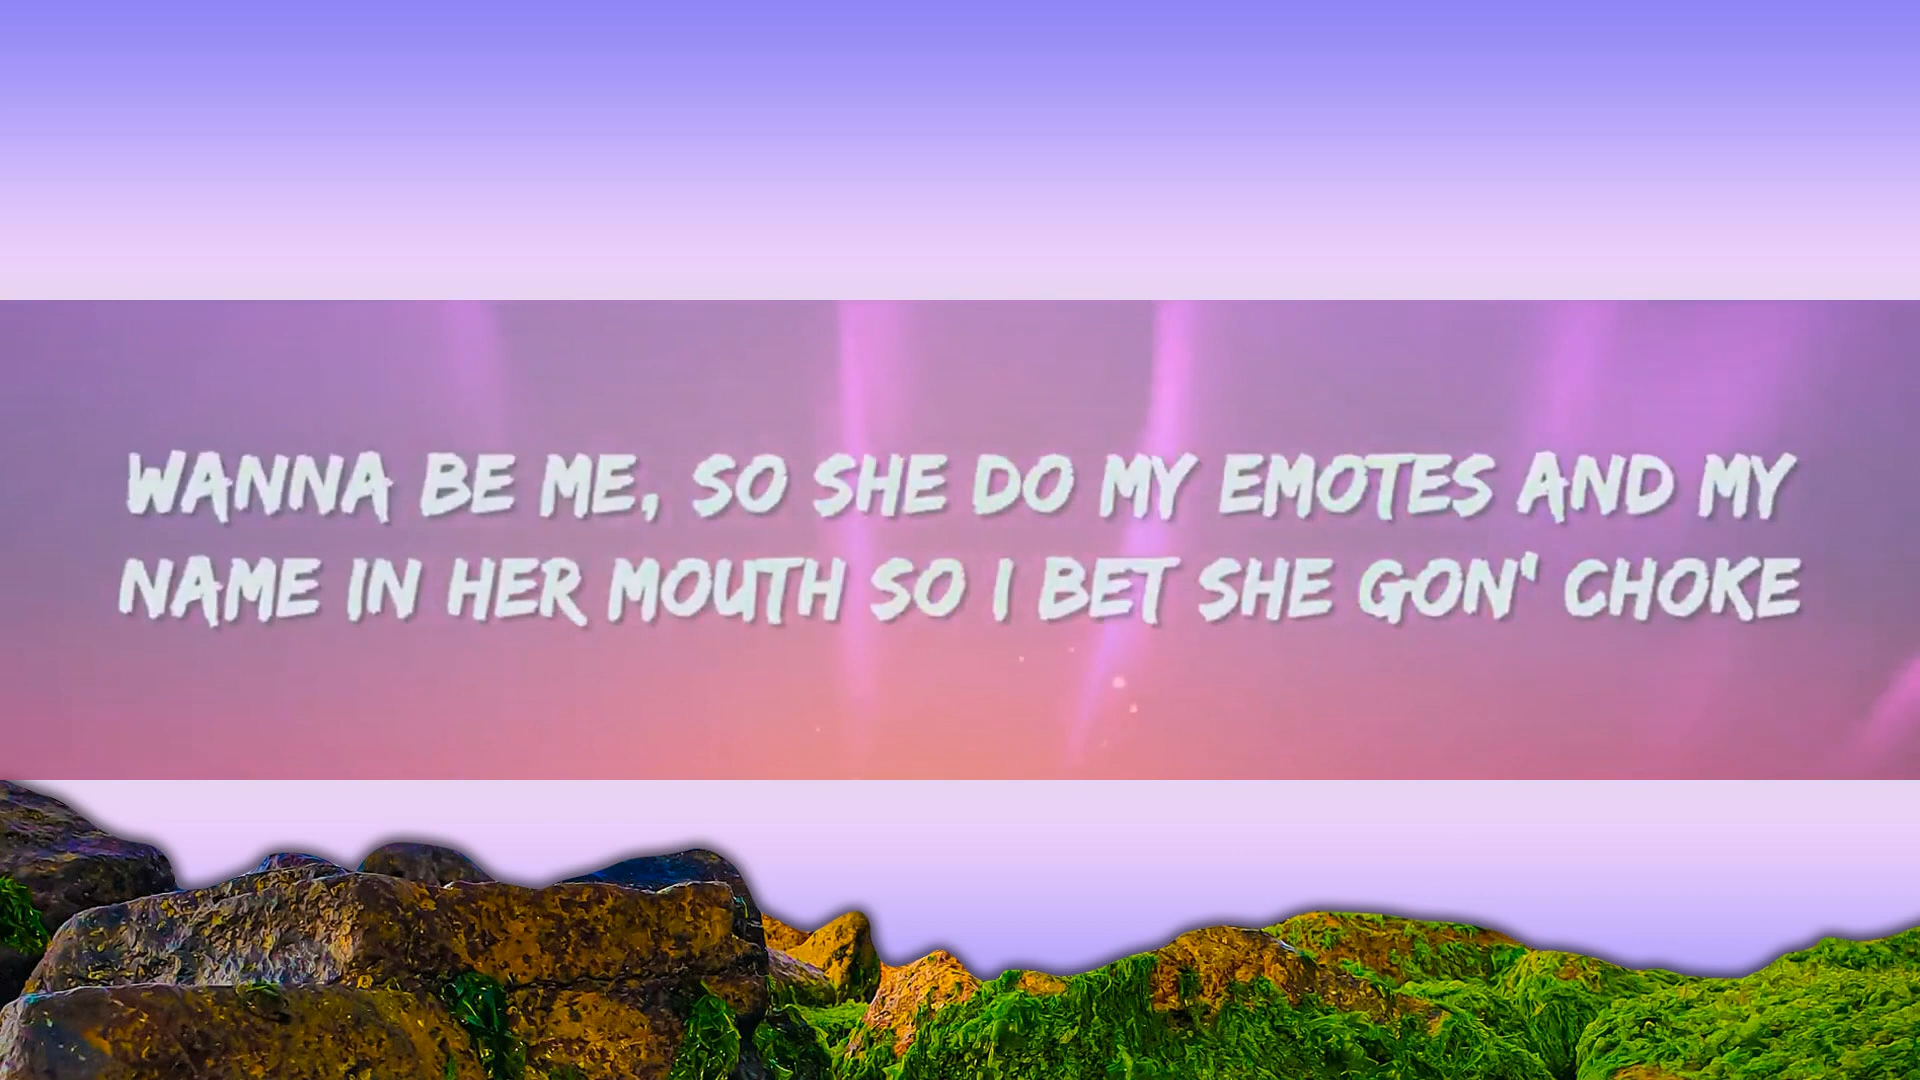 WANNA BE ME, SO SHE DO MY EMOTES AND MY
NAME IN HER MOUTH SO I BET SHE GON' CHOKE